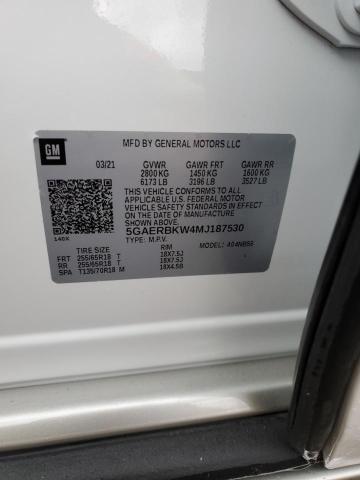 GM
MFD BY GENERAL MOTORS LLC
03/21 GVWR GAWR FRT GAWR RR
2800 KG 1450 KG 1600 KG
6173 LB 3196 LB 3527 LB
THIS VEHICLE CONFORMS TO ALL APPLICABLE
U.S. FEDERAL MOTOR VEHICLE SAFETY
STANDARDS IN EFFECT ON THE DATE OF
MANUFACTURE SHOWN ABOVE.
140X
5GAERBKW4MJ187530
TYPE: M.P.V. MODEL:
TIRE SIZE RIM
FRT 255/65R18 T 18X7.5J
RR 255/65R18 T 18X7.5J
SPA T135/70R18 M 18X4.5B